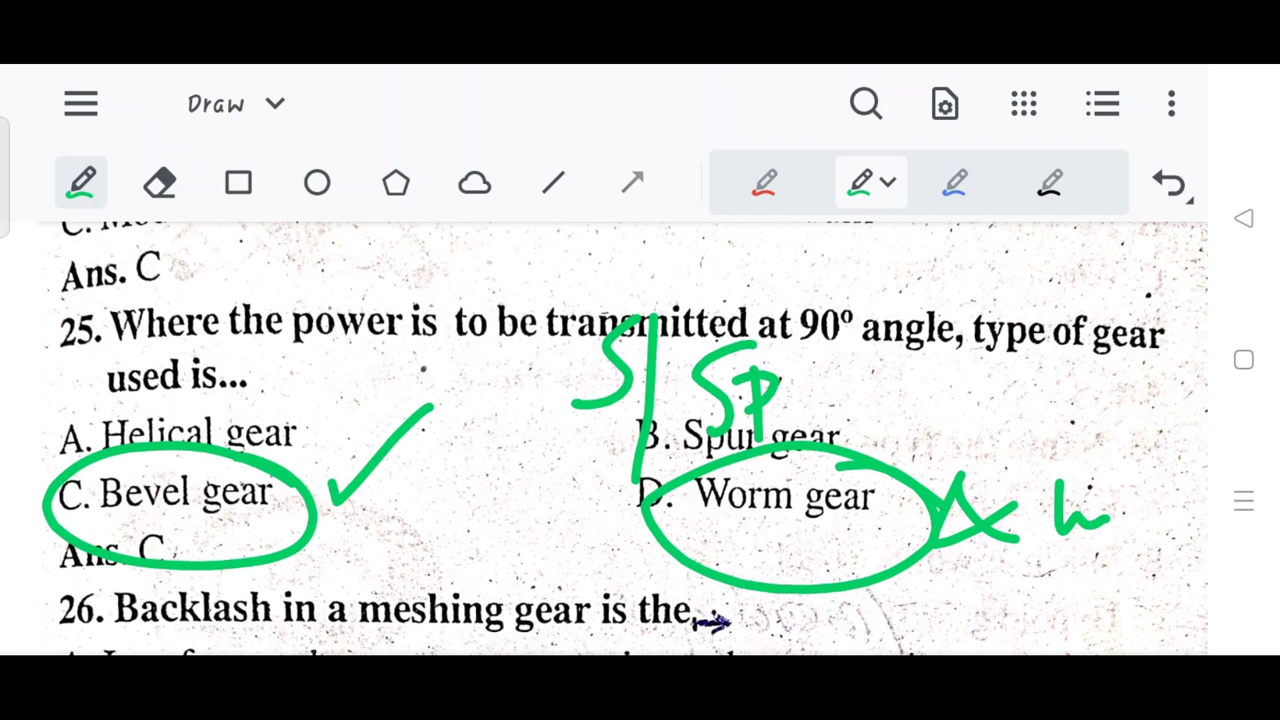 Draw
Ans. C
25. Where the power is to be transmitted at 90° angle, type of gear
used is...
A. Helical gear
B. Spur gear
C. Bevel gear
D. Worm gear
Ans. C
26. Backlash in a meshing gear is the,
S
Sp